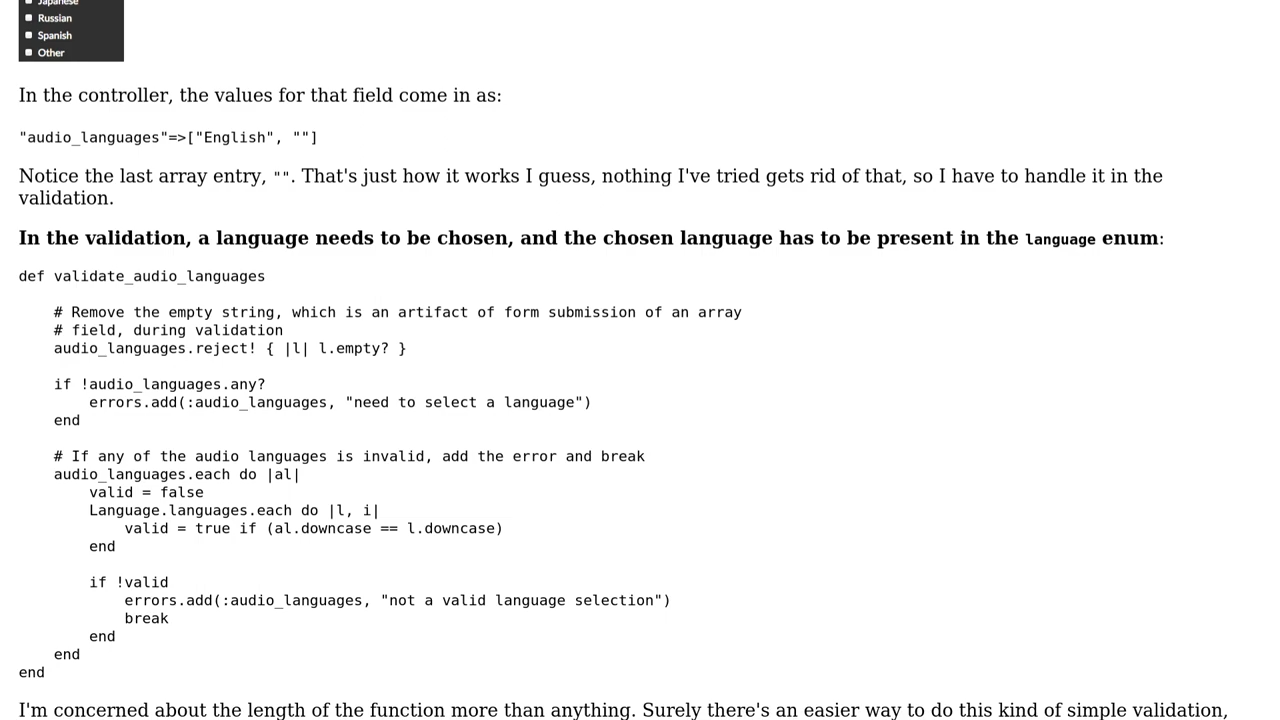 Japanese
Russian
Spanish
Other
In the controller, the values for that field come in as:
"audio_languages"=>["English", ""]
Notice the last array entry, "". That's just how it works I guess, nothing I've tried gets rid of that, so I have to handle it in the
validation.
In the validation, a language needs to be chosen, and the chosen language has to be present in the language enum:
def validate_audio_languages
    # Remove the empty string, which is an artifact of form submission of an array
    # field, during validation
    audio_languages.reject! { |l| l.empty? }
    if !audio_languages.any?
        errors.add(:audio_languages, "need to select a language")
    end
    # If any of the audio languages is invalid, add the error and break
    audio_languages.each do |al|
        valid = false
        Language.languages.each do |l, i|
            valid = true if (al.downcase == l.downcase)
        end
        if !valid
            errors.add(:audio_languages, "not a valid language selection")
            break
        end
    end
end
I'm concerned about the length of the function more than anything. Surely there's an easier way to do this kind of simple validation,